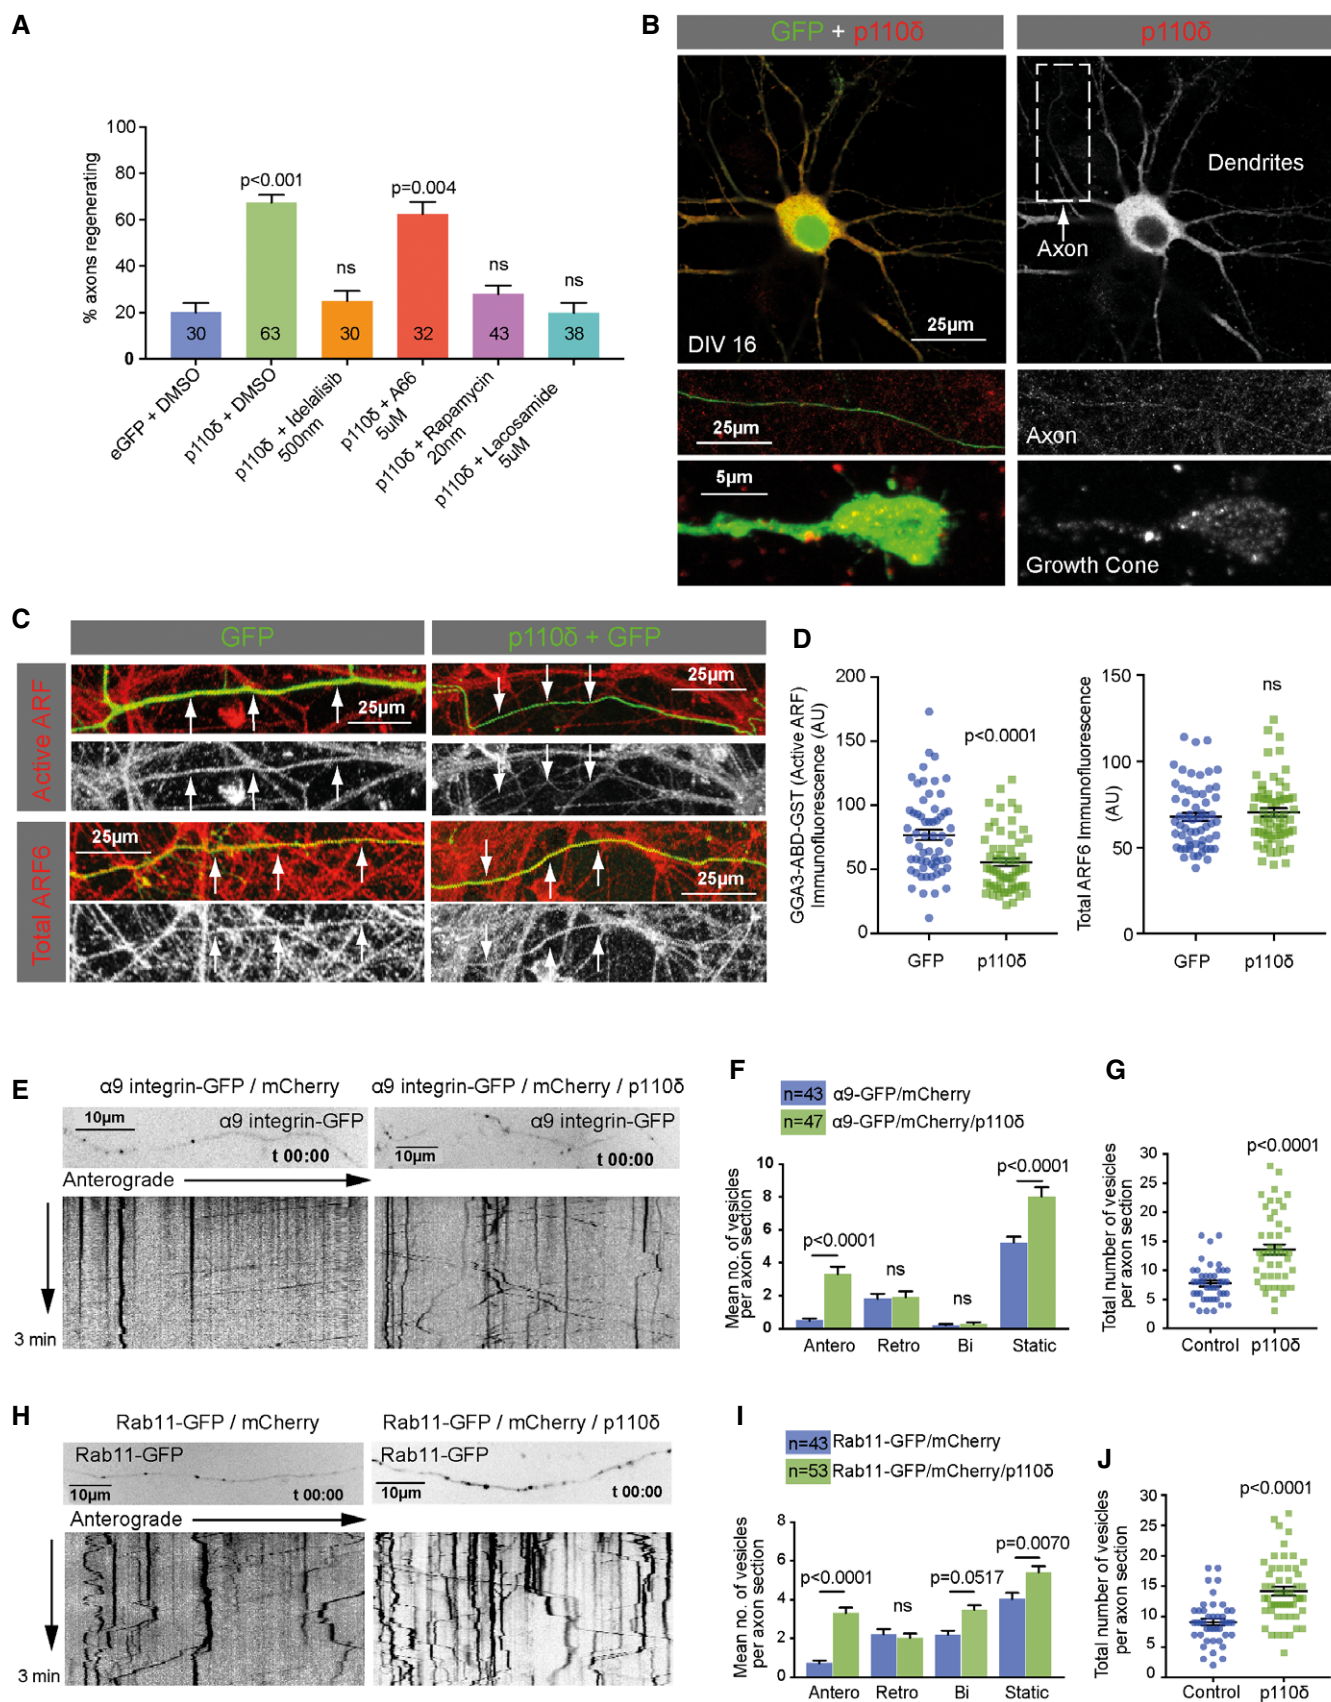 A
100
80
60
40
20
0
% axons regenerating
p<0.001
ns
p=0.004
ns
ns
30
63
30
32
43
38
eGFP + DMSO
p110δ + DMSO
p110δ + Idelalisib
500nm
p110δ + A66
5uM
p110δ + Rapamycin
20nm
p110δ + Lacosamide
5uM
B
GFP + p110δ
p110δ
DIV 16
25µm
Dendrites
Axon
25µm
Axon
5µm
Growth Cone
C
GFP
p110δ + GFP
Active ARF
Total ARF6
25µm
25µm
25µm
25µm
D
200
150
100
50
0
GGA3-ABD-GST (Active ARF)
Immunofluorescence (AU)
p<0.0001
GFP
p110δ
150
100
50
0
Total ARF6 Immunofluorescence
(AU)
ns
GFP
p110δ
E
α9 integrin-GFP / mCherry
α9 integrin-GFP / mCherry / p110δ
10µm
α9 integrin-GFP
t 00:00
10µm
α9 integrin-GFP
t 00:00
Anterograde
3 min
F
n=43 α9-GFP/mCherry
n=47 α9-GFP/mCherry/p110δ
10
8
6
4
2
0
Mean no. of vesicles
per axon section
p<0.0001
ns
ns
p<0.0001
Antero
Retro
Bi
Static
G
p<0.0001
30
25
20
15
10
5
0
Total number of vesicles
per axon section
Control
p110δ
H
Rab11-GFP / mCherry
Rab11-GFP / mCherry / p110δ
Rab11-GFP
10µm
t 00:00
Rab11-GFP
10µm
t 00:00
Anterograde
3 min
I
n=43 Rab11-GFP/mCherry
n=53 Rab11-GFP/mCherry/p110δ
8
6
4
2
0
Mean no. of vesicles
per axon section
p<0.0001
ns
p=0.0517
p=0.0070
Antero
Retro
Bi
Static
J
p<0.0001
30
25
20
15
10
5
0
Total number of vesicles
per axon section
Control
p110δ